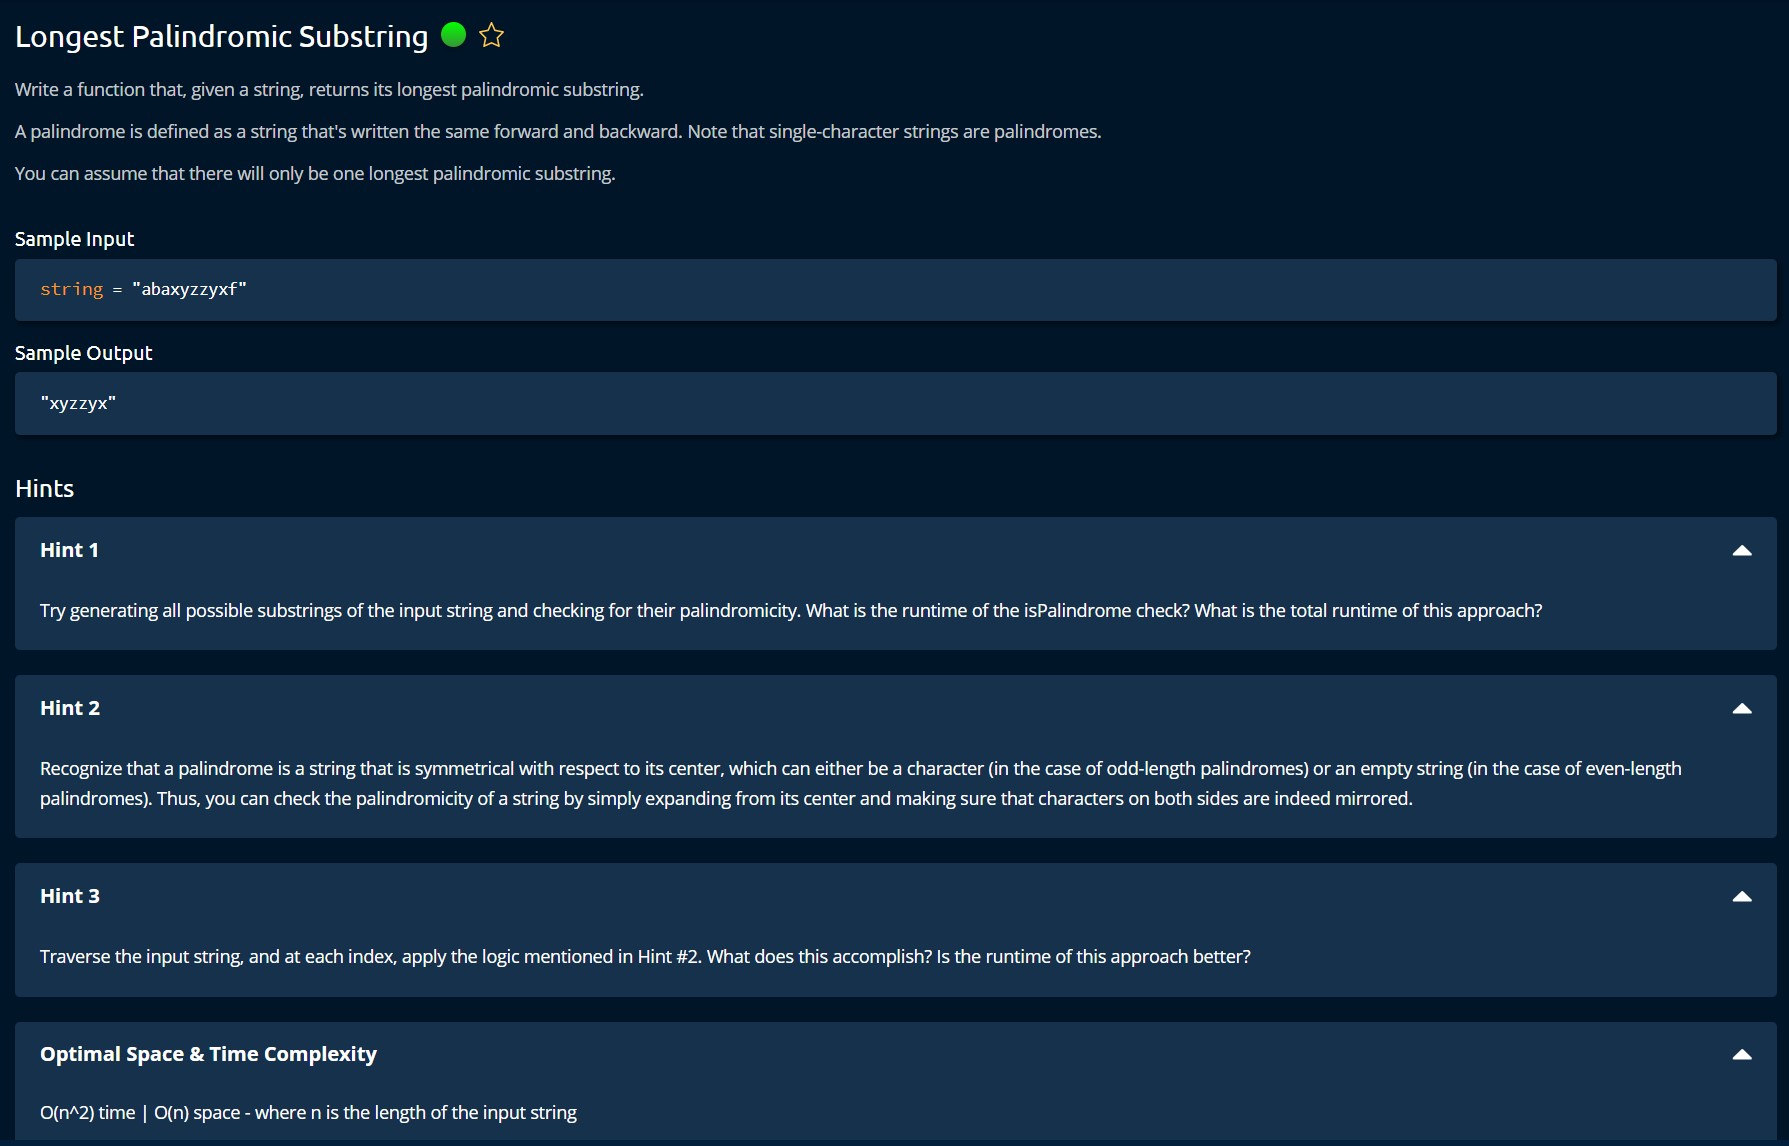 Longest Palindromic Substring
Write a function that, given a string, returns its longest palindromic substring.
A palindrome is defined as a string that's written the same forward and backward. Note that single-character strings are palindromes.
You can assume that there will only be one longest palindromic substring.
Sample Input
string = "abaxyzzyxf"
Sample Output
"xyzzyx"
Hints
Hint 1
Try generating all possible substrings of the input string and checking for their palindromicity. What is the runtime of the isPalindrome check? What is the total runtime of this approach?
Hint 2
Recognize that a palindrome is a string that is symmetrical with respect to its center, which can either be a character (in the case of odd-length palindromes) or an empty string (in the case of even-length
palindromes). Thus, you can check the palindromicity of a string by simply expanding from its center and making sure that characters on both sides are indeed mirrored.
Hint 3
Traverse the input string, and at each index, apply the logic mentioned in Hint #2. What does this accomplish? Is the runtime of this approach better?
Optimal Space & Time Complexity
O(n^2) time | O(n) space - where n is the length of the input string